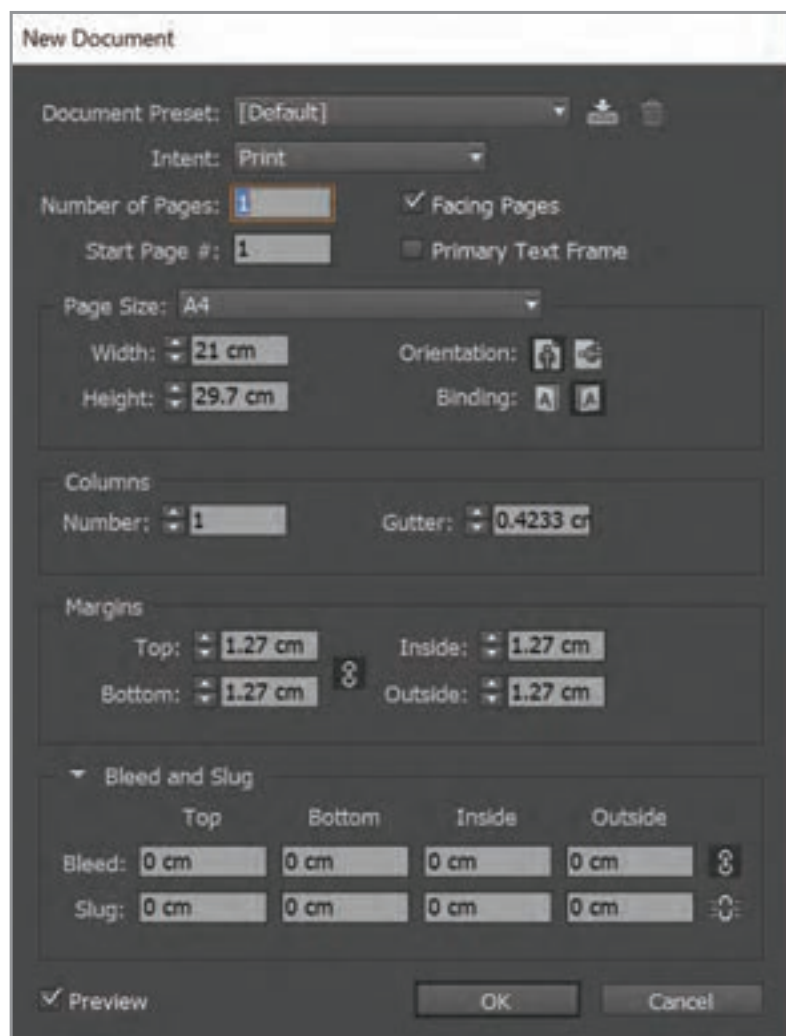 New Document
Document Preset: [Default]
Intent: Print
Number of Pages: 1 Facing Pages
Start Page #: 1 Primary Text Frame
Page Size: A4
Width: 21 cm Orientation:
Height: 29.7 cm Binding: A A
Columns
Number: 1 Gutter: 0.4233 cr
Margins
Top: 1.27 cm Inside: 1.27 cm
Bottom: 1.27 cm Outside: 1.27 cm
Bleed and Slug
Top Bottom Inside Outside
Bleed: 0 cm 0 cm 0 cm 0 cm
Slug: 0 cm 0 cm 0 cm 0 cm
Preview OK Cancel